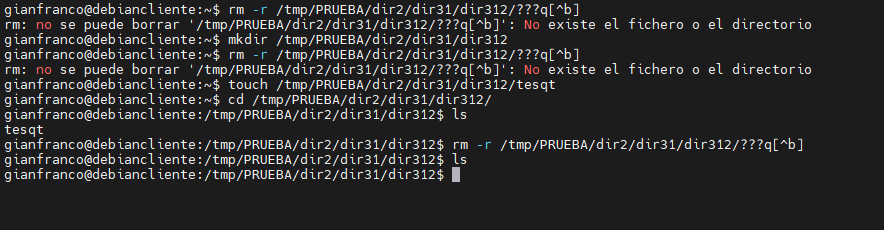 gianfranco@debiancliente:~$ rm -r /tmp/PRUEBA/dir2/dir31/dir312/???q[^b]
rm: no se puede borrar '/tmp/PRUEBA/dir2/dir31/dir312/???q[^b]': No existe el fichero o el directorio
gianfranco@debiancliente:~$ mkdir /tmp/PRUEBA/dir2/dir31/dir312
gianfranco@debiancliente:~$ rm -r /tmp/PRUEBA/dir2/dir31/dir312/???q[^b]
rm: no se puede borrar '/tmp/PRUEBA/dir2/dir31/dir312/???q[^b]': No existe el fichero o el directorio
gianfranco@debiancliente:~$ touch /tmp/PRUEBA/dir2/dir31/dir312/tesqt
gianfranco@debiancliente:~$ cd /tmp/PRUEBA/dir2/dir31/dir312/
gianfranco@debiancliente:/tmp/PRUEBA/dir2/dir31/dir312$ ls
tesqt
gianfranco@debiancliente:/tmp/PRUEBA/dir2/dir31/dir312$ rm -r /tmp/PRUEBA/dir2/dir31/dir312/???q[^b]
gianfranco@debiancliente:/tmp/PRUEBA/dir2/dir31/dir312$ ls
gianfranco@debiancliente:/tmp/PRUEBA/dir2/dir31/dir312$